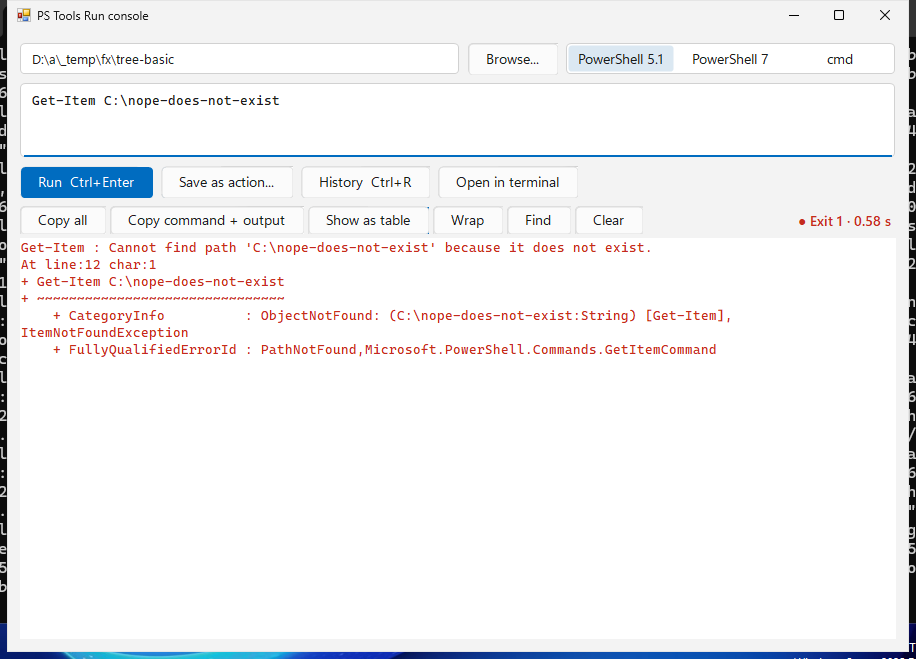 PS Tools Run console
D:\a\_temp\fx\tree-basic
Browse...
PowerShell 5.1
PowerShell 7
cmd
Get-Item C:\nope-does-not-exist
Run Ctrl+Enter
Save as action...
History Ctrl+R
Open in terminal
Copy all
Copy command + output
Show as table
Wrap
Find
Clear
● Exit 1 · 0.58 s
Get-Item : Cannot find path 'C:\nope-does-not-exist' because it does not exist.
At line:12 char:1
+ Get-Item C:\nope-does-not-exist
+ ~~~~~~~~~~~~~~~~~~~~~~~~~~~~~~~
    + CategoryInfo          : ObjectNotFound: (C:\nope-does-not-exist:String) [Get-Item],
ItemNotFoundException
    + FullyQualifiedErrorId : PathNotFound,Microsoft.PowerShell.Commands.GetItemCommand